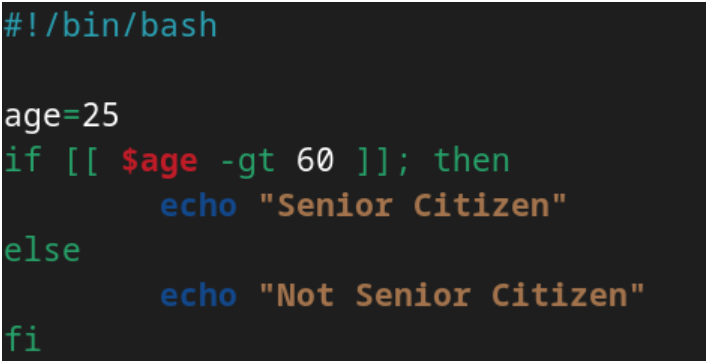 #!/bin/bash

age=25
if [[ $age -gt 60 ]]; then
        echo "Senior Citizen"
else
        echo "Not Senior Citizen"
fi